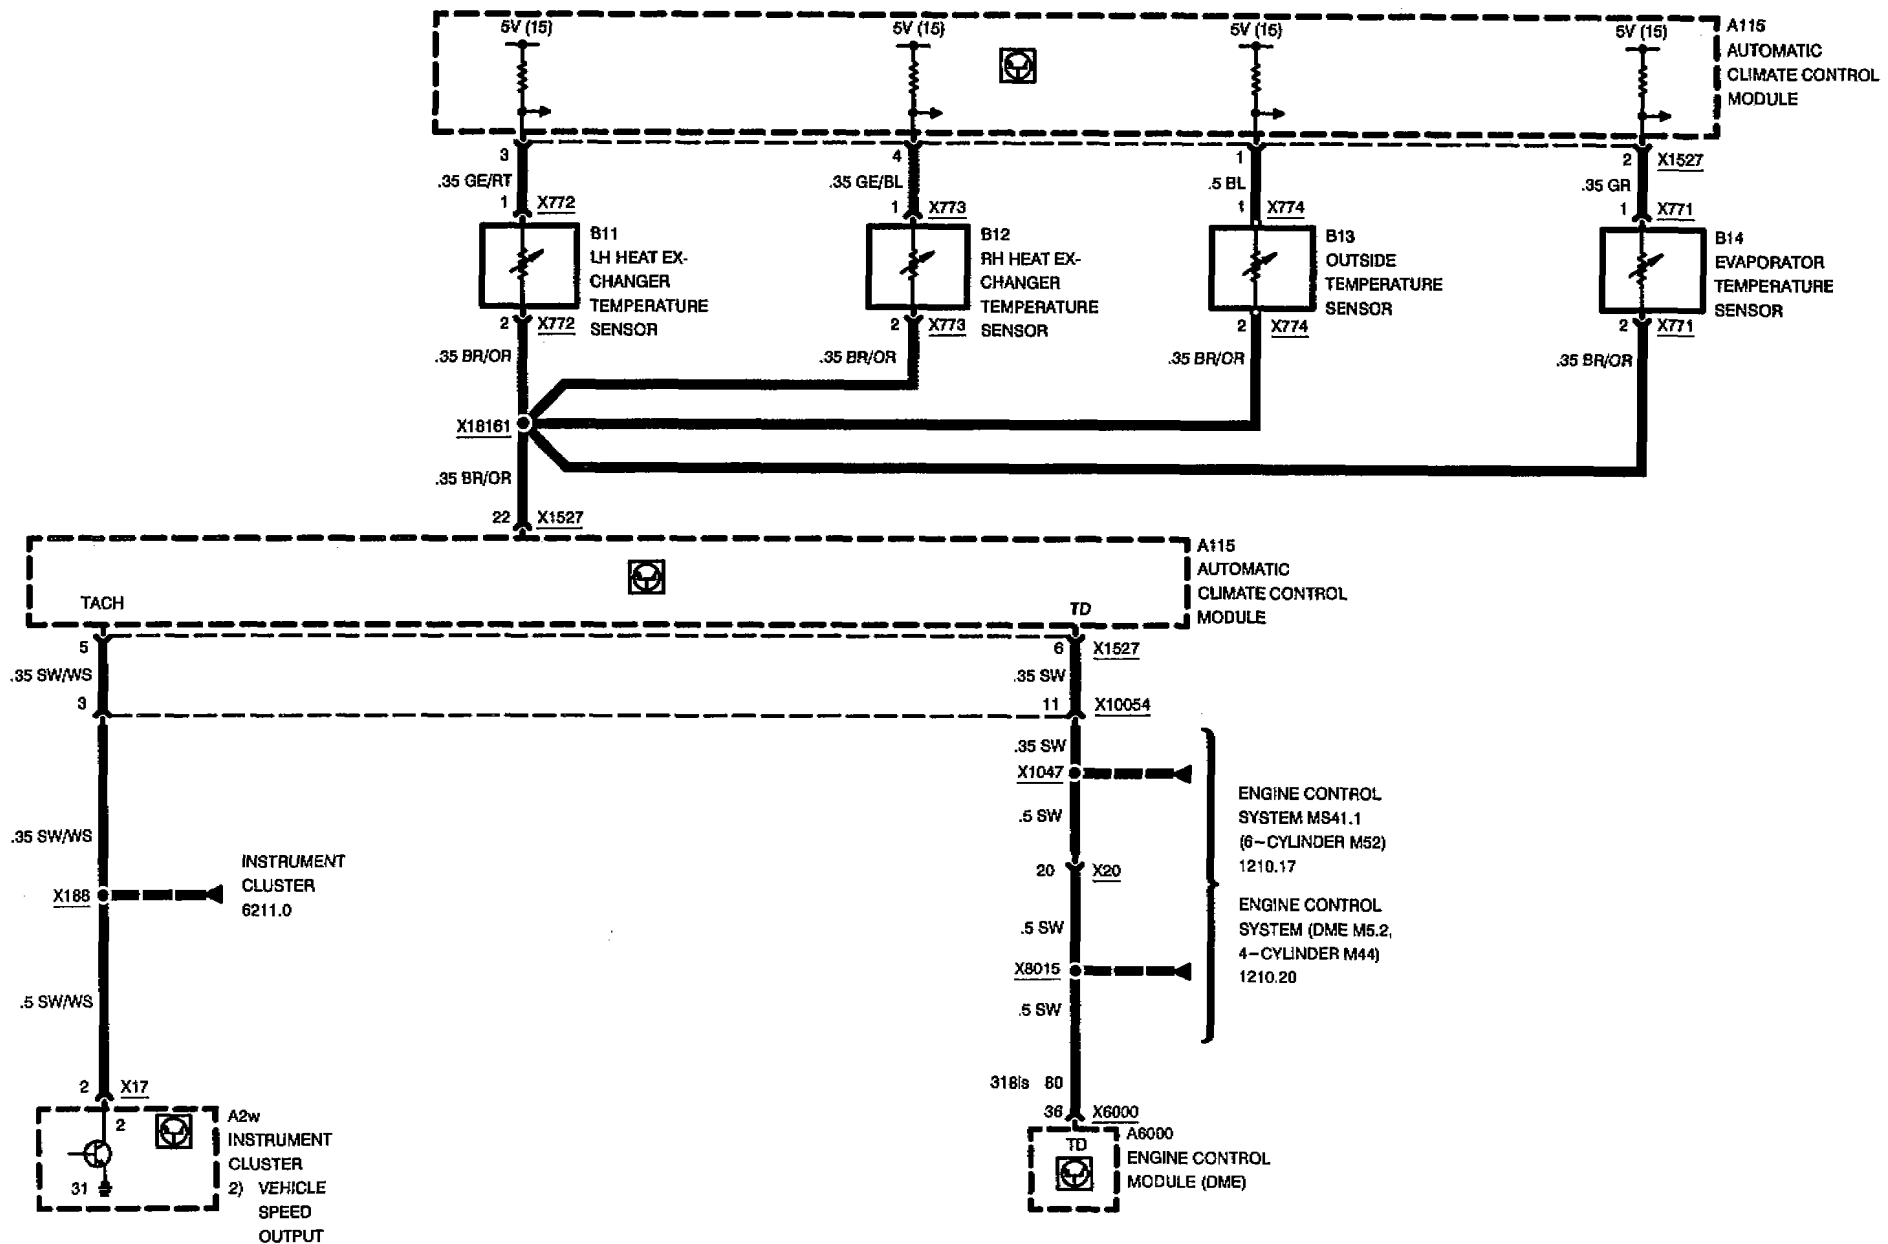 5V (15)
5V (15)
5V (15)
5V (15)
A115
AUTOMATIC
CLIMATE CONTROL
MODULE
3
4
1
2
X1527
.35 GE/RT
.35 GE/BL
.5 BL
.35 GR
1
X772
1
X773
1
X774
1
X771
B11
LH HEAT EX-
CHANGER
TEMPERATURE
SENSOR
B12
RH HEAT EX-
CHANGER
TEMPERATURE
SENSOR
B13
OUTSIDE
TEMPERATURE
SENSOR
B14
EVAPORATOR
TEMPERATURE
SENSOR
2
X772
2
X773
2
X774
2
X771
.35 BR/OR
.35 BR/OR
.35 BR/OR
.35 BR/OR
X18161
.35 BR/OR
22
X1527
A115
AUTOMATIC
CLIMATE CONTROL
MODULE
TACH
TD
5
6
X1527
.35 SW/WS
.35 SW
3
11
X10054
.35 SW
X1047
.5 SW
20
X20
.5 SW
X8015
.5 SW
ENGINE CONTROL
SYSTEM MS41.1
(6-CYLINDER M52)
1210.17
ENGINE CONTROL
SYSTEM (DME M5.2,
4-CYLINDER M44)
1210.20
.35 SW/WS
X188
INSTRUMENT
CLUSTER
6211.0
.5 SW/WS
2
X17
318is 80
36
X6000
2
31
A2w
INSTRUMENT
CLUSTER
2) VEHICLE
SPEED
OUTPUT
TD
A6000
ENGINE CONTROL
MODULE (DME)